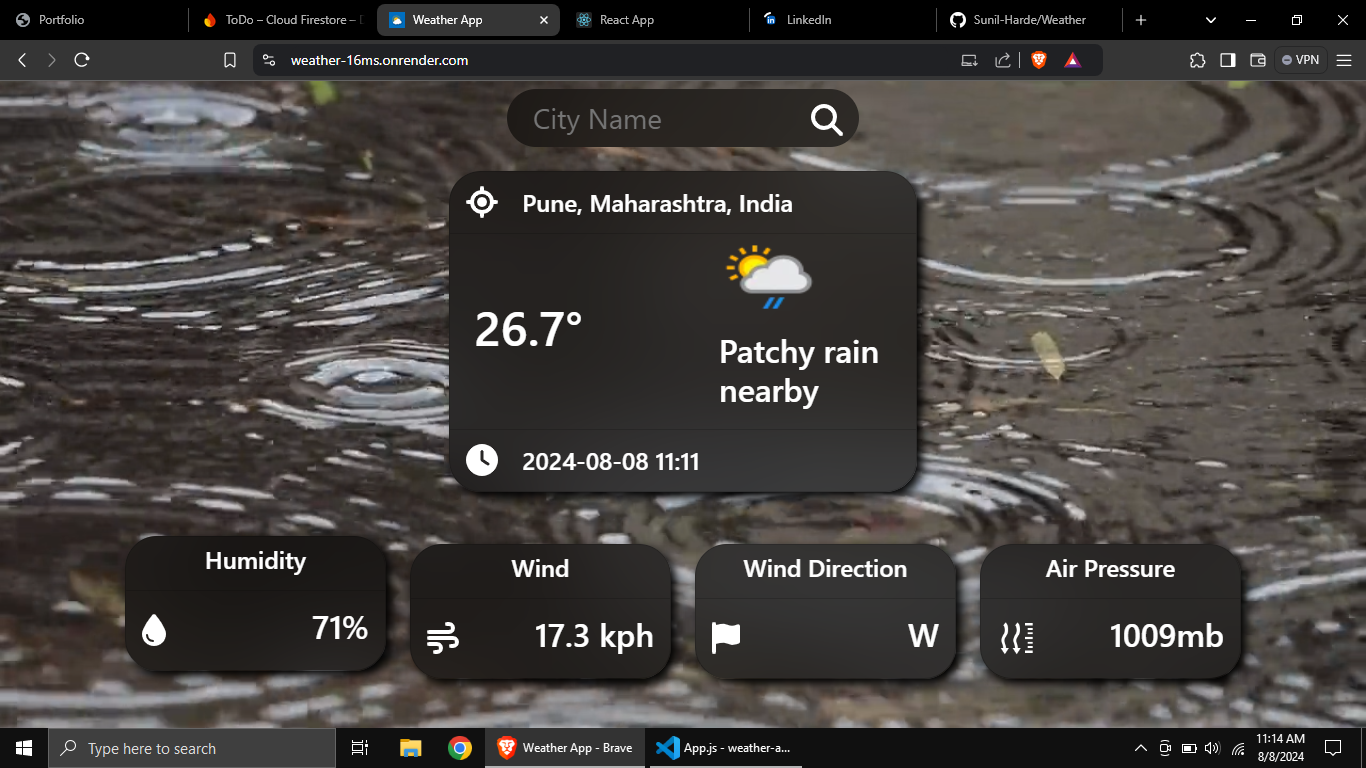 Portfolio
ToDo – Cloud Firestore –
Weather App
React App
LinkedIn
Sunil-Harde/Weather
weather-16ms.onrender.com
VPN
City Name
Pune, Maharashtra, India
26.7°
Patchy rain
nearby
2024-08-08 11:11
Humidity
71%
Wind
17.3 kph
Wind Direction
W
Air Pressure
1009mb
Type here to search
Weather App - Brave
App.js - weather-a...
11:14 AM
8/8/2024